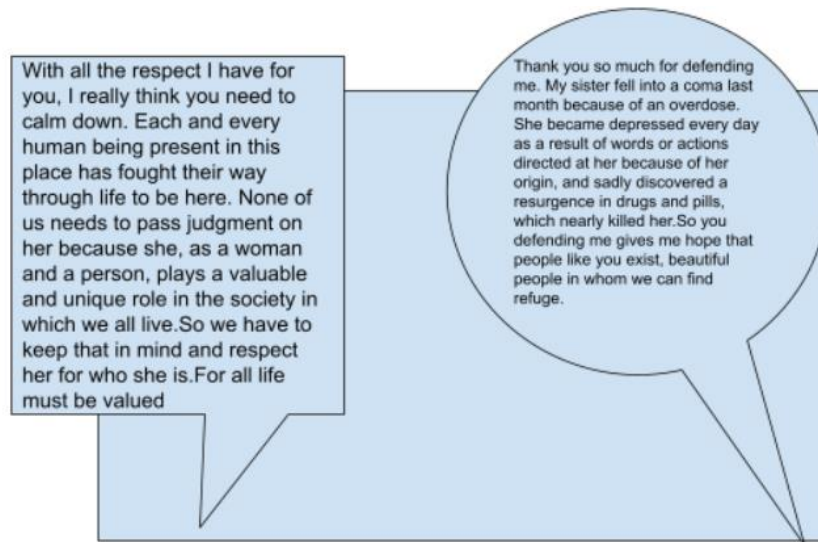 With all the respect I have for
you, I really think you need to
calm down. Each and every
human being present in this
place has fought their way
through life to be here. None of
us needs to pass judgment on
her because she, as a woman
and a person, plays a valuable
and unique role in the society in
which we all live.So we have to
keep that in mind and respect
her for who she is.For all life
must be valued
Thank you so much for defending
me. My sister fell into a coma last
month because of an overdose.
She became depressed every day
as a result of words or actions
directed at her because of her
origin, and sadly discovered a
resurgence in drugs and pills,
which nearly killed her.So you
defending me gives me hope that
people like you exist, beautiful
people in whom we can find
refuge.